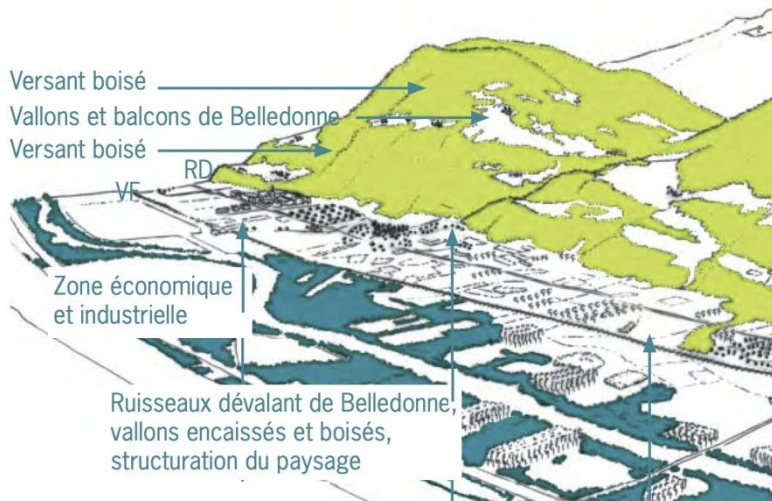 Versant boisé
Vallons et balcons de Belledonne
Versant boisé
RD
VF
Zone économique
et industrielle
Ruisseaux dévalant de Belledonne,
vallons encaissés et boisés,
structuration du paysage